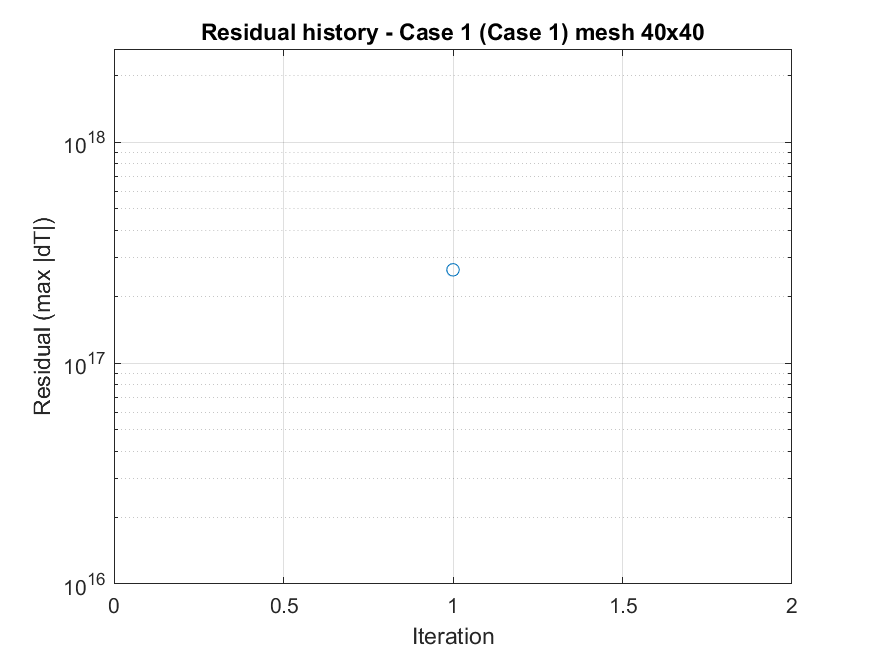 Residual history - Case 1 (Case 1) mesh 40x40
Residual (max |dT|)
10^18
10^17
10^16
0 0.5 1 1.5 2
Iteration